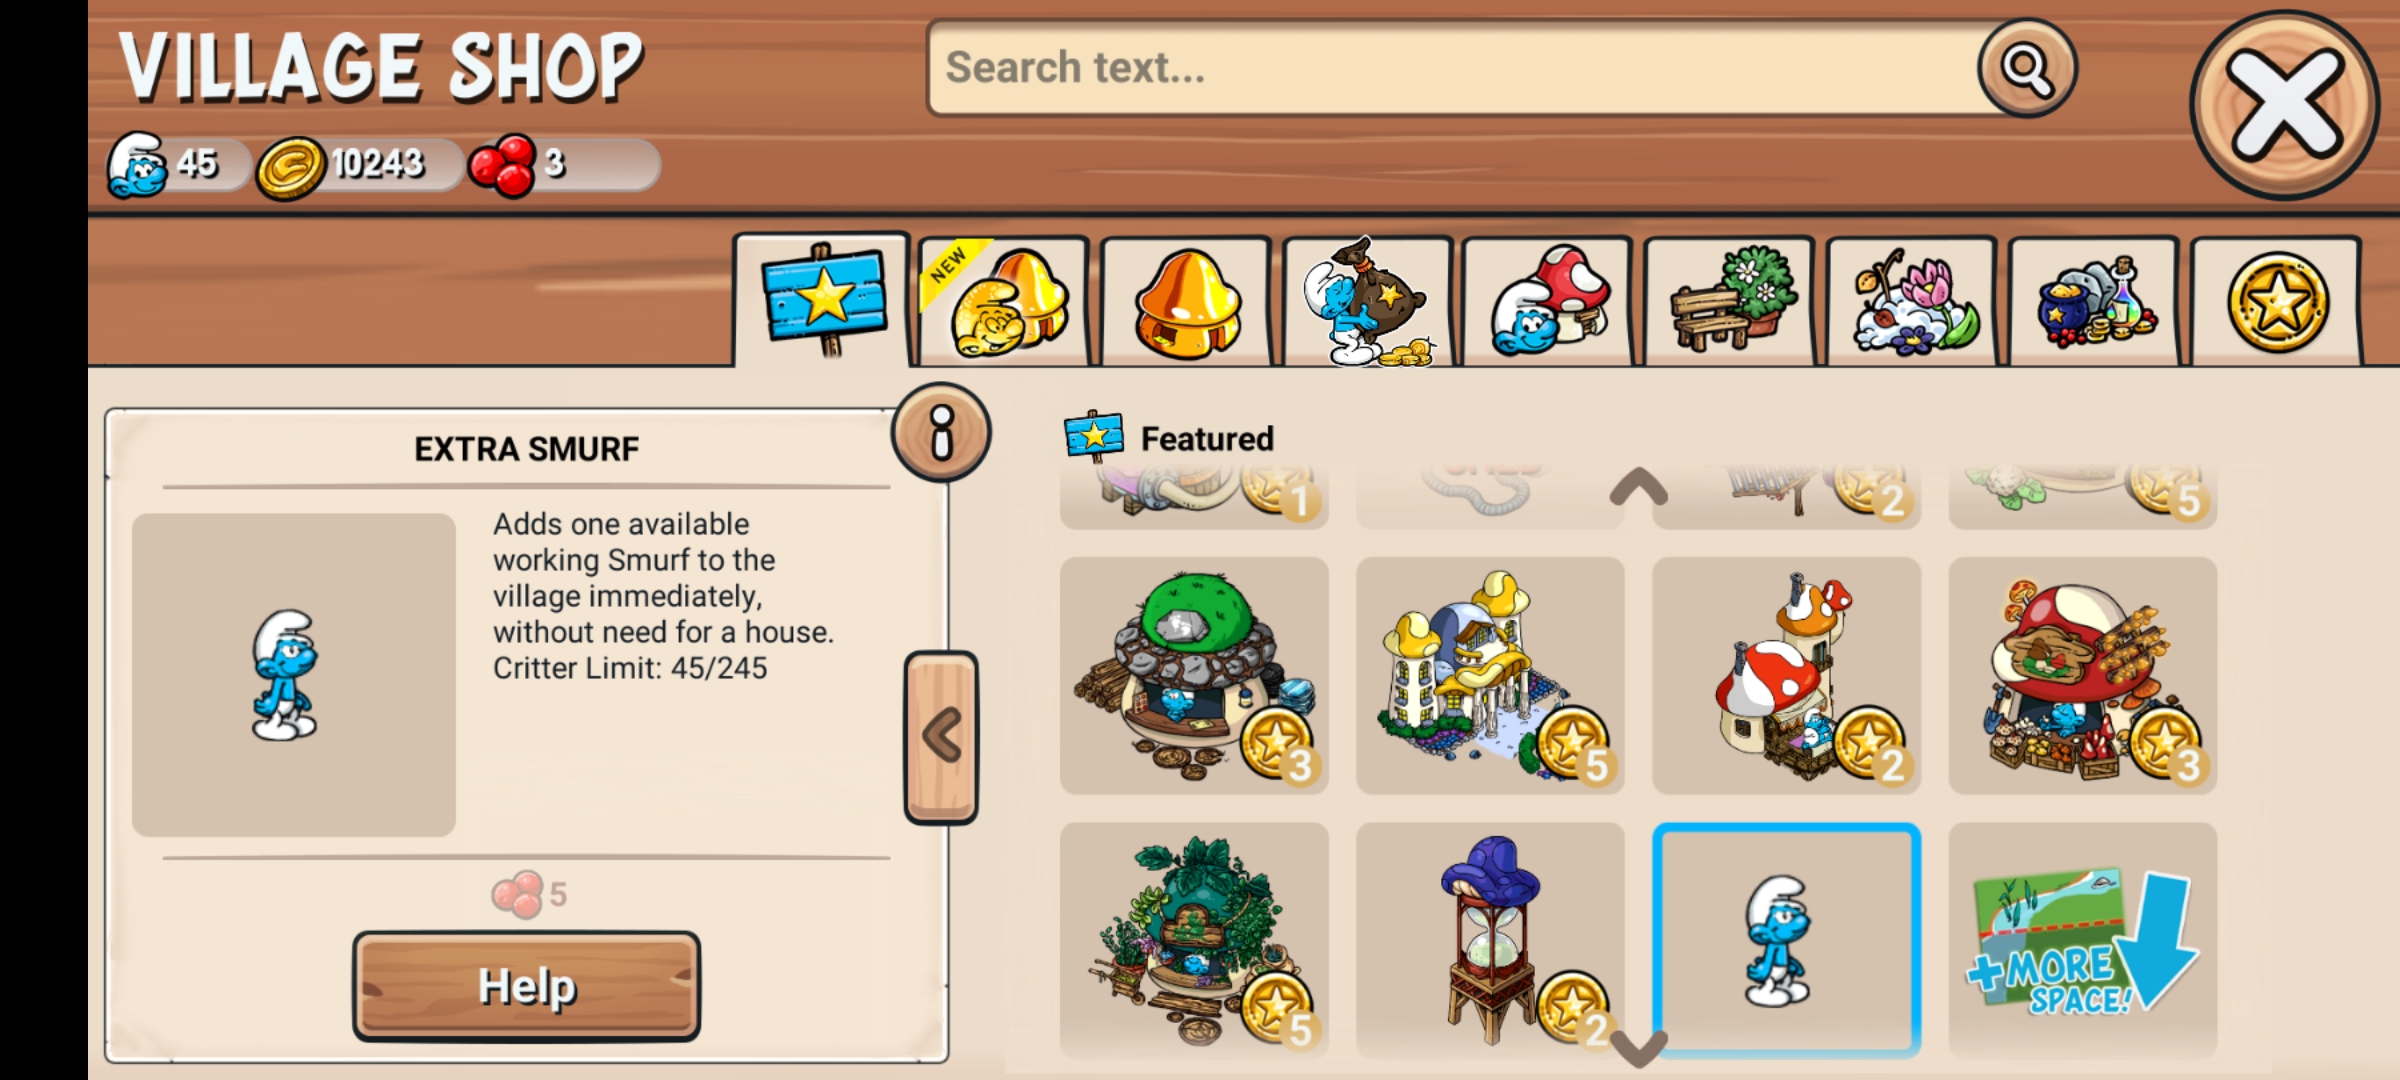 VILLAGE SHOP
Search text...
45 10243 3
NEW
EXTRA SMURF
Adds one available
working Smurf to the
village immediately,
without need for a house.
Critter Limit: 45/245
5
Help
Featured
1 2 5
3 5 2 3
5 2
+MORE
SPACE!